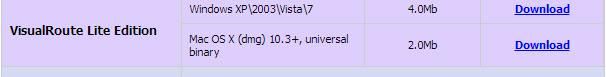 Windows XP\2003\Vista\7 4.0Mb Download
VisualRoute Lite Edition
Mac OS X (dmg) 10.3+, universal binary 2.0Mb Download